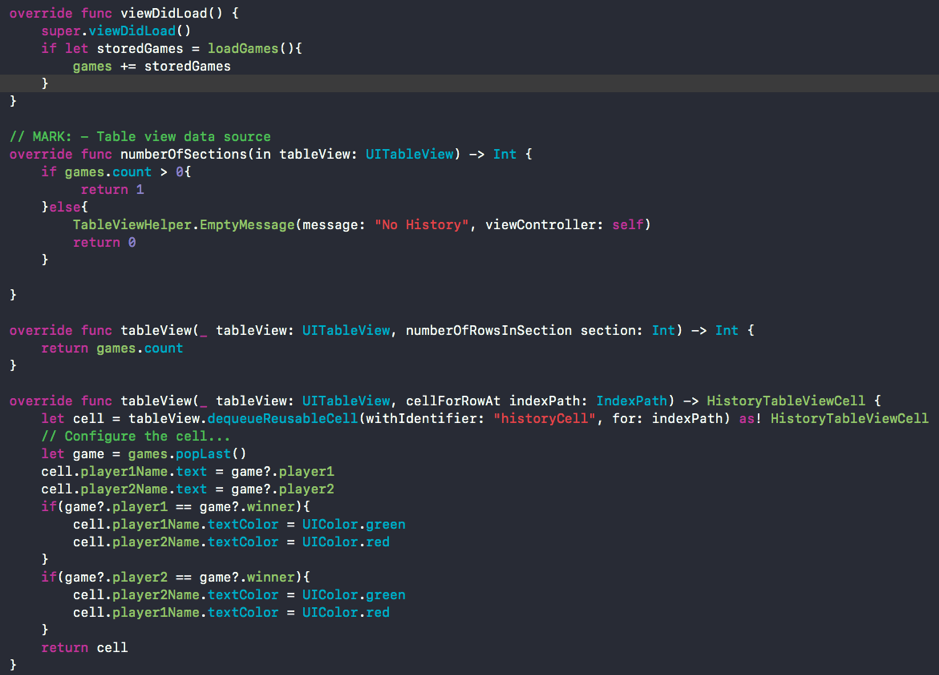 override func viewDidLoad() {
super.viewDidLoad()
if let storedGames = loadGames(){
games += storedGames
}
}
// MARK: - Table view data source
override func numberOfSections(in tableView: UITableView) -> Int {
if games.count > 0{
return 1
}else{
TableViewHelper.EmptyMessage(message: "No History", viewController: self)
return 0
}
}
override func tableView(_ tableView: UITableView, numberOfRowsInSection section: Int) -> Int {
return games.count
}
override func tableView(_ tableView: UITableView, cellForRowAt indexPath: IndexPath) -> HistoryTableViewCell {
let cell = tableView.dequeueReusableCell(withIdentifier: "historyCell", for: indexPath) as! HistoryTableViewCell
// Configure the cell...
let game = games.popLast()
cell.player1Name.text = game?.player1
cell.player2Name.text = game?.player2
if(game?.player1 == game?.winner){
cell.player1Name.textColor = UIColor.green
cell.player2Name.textColor = UIColor.red
}
if(game?.player2 == game?.winner){
cell.player2Name.textColor = UIColor.green
cell.player1Name.textColor = UIColor.red
}
return cell
}